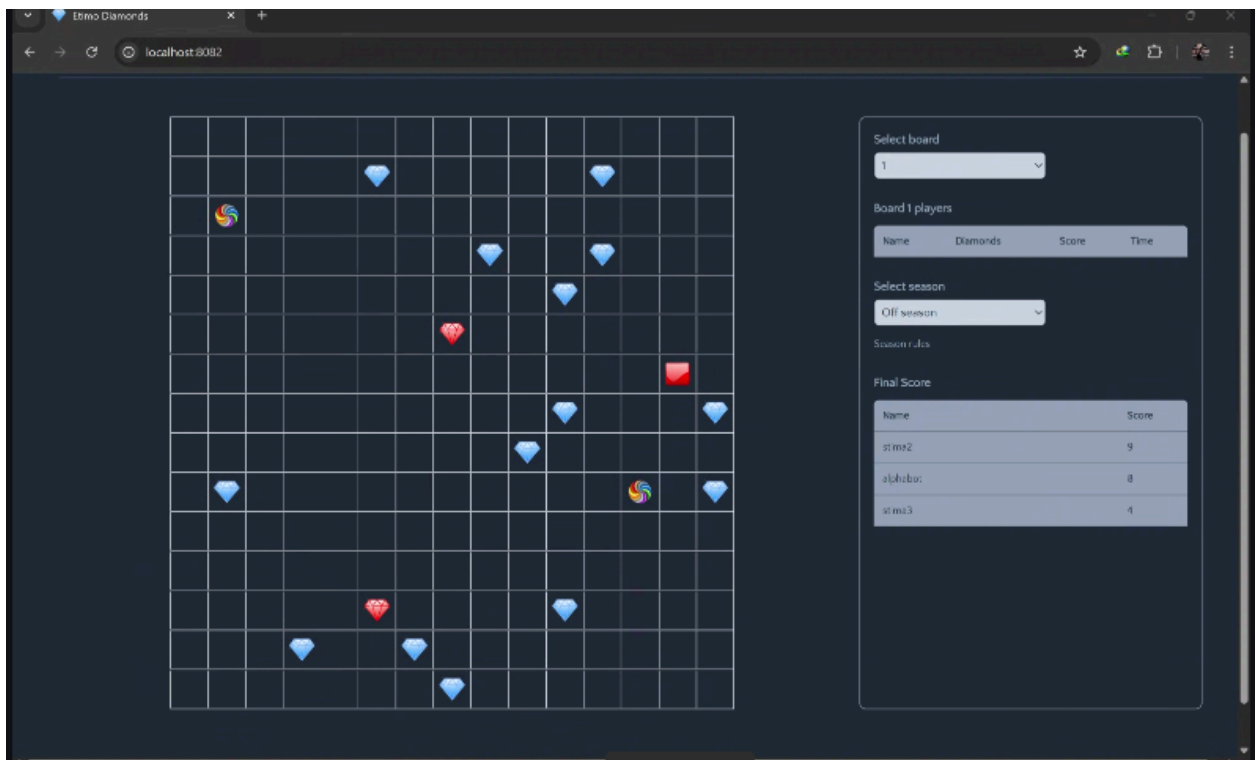 Etimo Diamonds
localhost:8082
Select board
1
Board 1 players
Name Diamonds Score Time
Select season
Off season
Season rules
Final Score
Name Score
stima2 9
alphabot 8
stima3 4